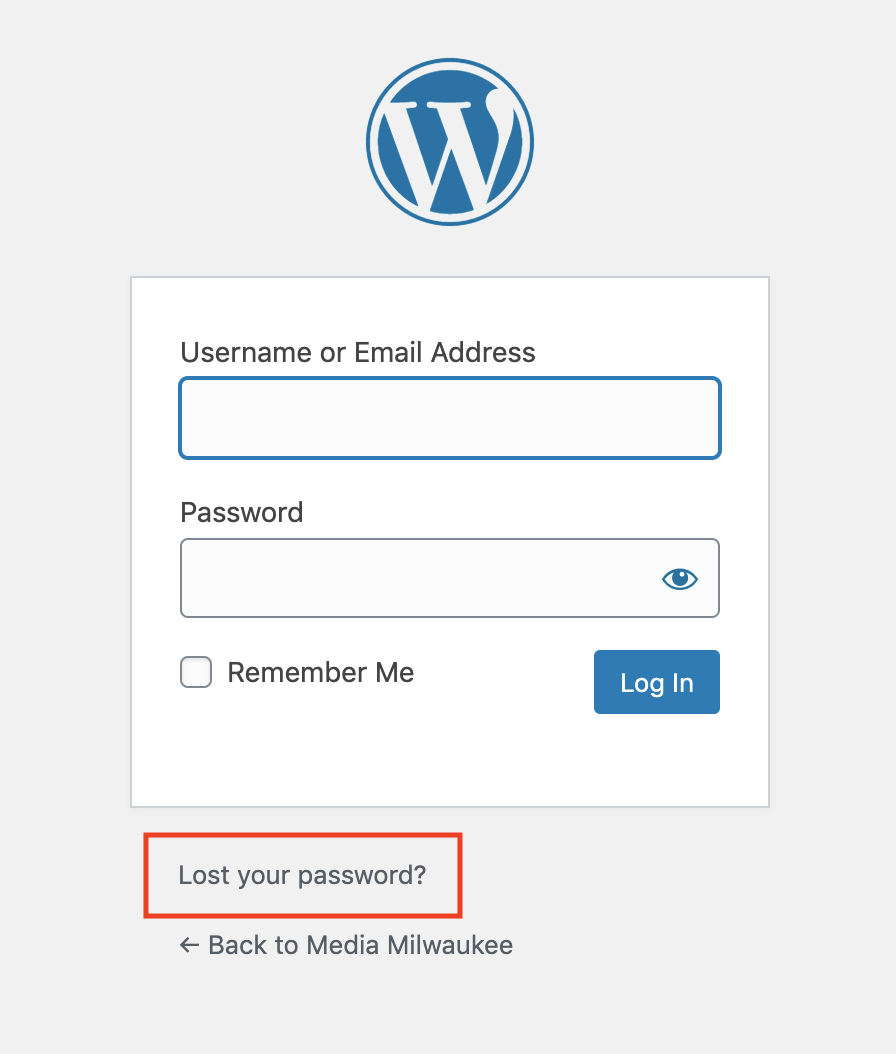 Username or Email Address
Password
Remember Me
Log In
Lost your password?
← Back to Media Milwaukee